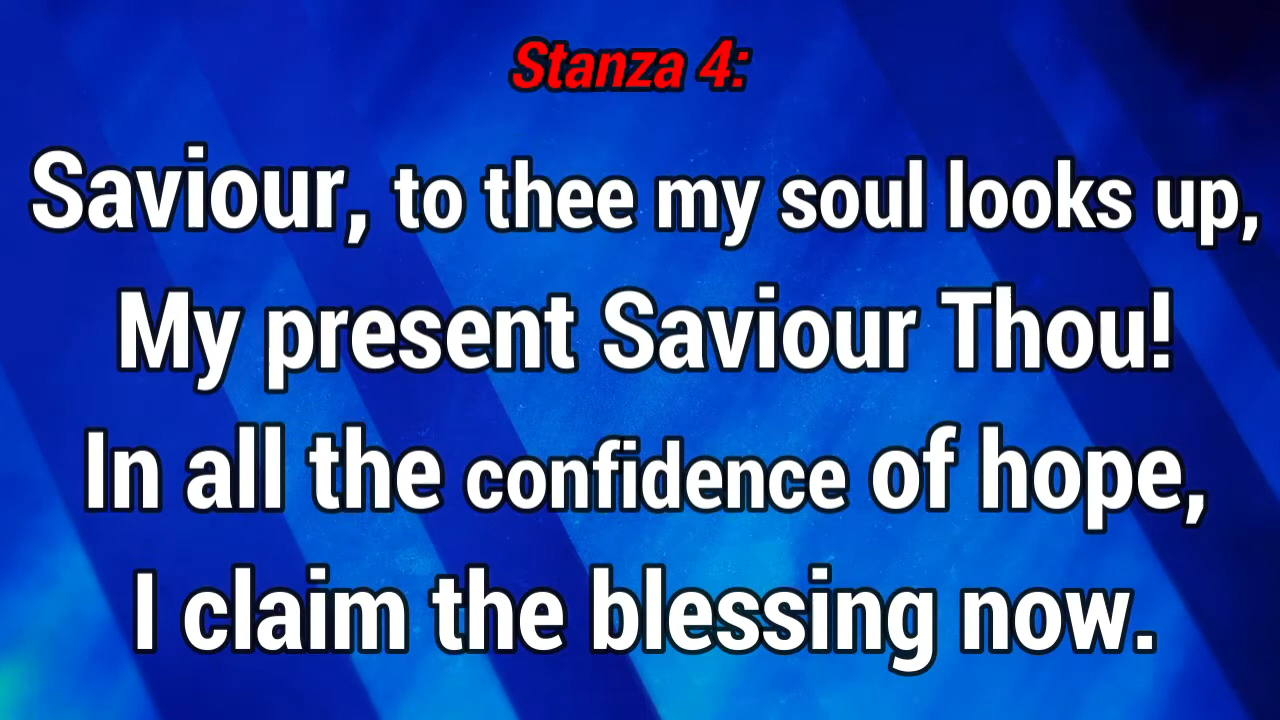 Stanza 4:
Saviour, to thee my soul looks up,
My present Saviour Thou!
In all the confidence of hope,
I claim the blessing now.